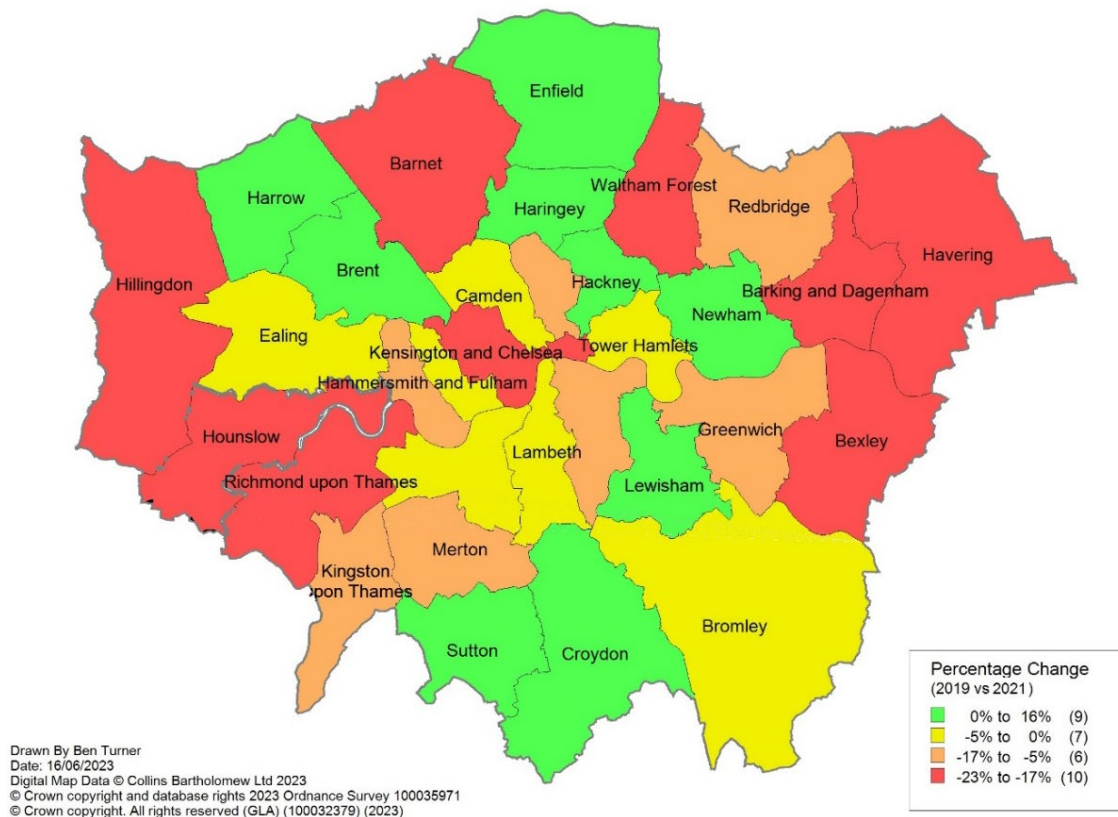 Enfield
Barnet
Waltham Forest
Harrow
Haringey
Redbridge
Havering
Brent
Hillingdon
Hackney
Camden
Barking and Dagenham
Newham
Ealing
Tower Hamlets
Kensington and Chelsea
Hammersmith and Fulham
Hounslow
Greenwich
Bexley
Lambeth
Richmond upon Thames
Lewisham
Merton
Kingston
pon Thames
Bromley
Sutton
Croydon
Percentage Change
(2019 vs 2021)
0% to 16% (9)
-5% to 0% (7)
-17% to -5% (6)
-23% to -17% (10)
Drawn By Ben Turner
Date: 16/06/2023
Digital Map Data © Collins Bartholomew Ltd 2023
© Crown copyright and database rights 2023 Ordnance Survey 100035971
© Crown copyright. All rights reserved (GLA) (100032379) (2023)